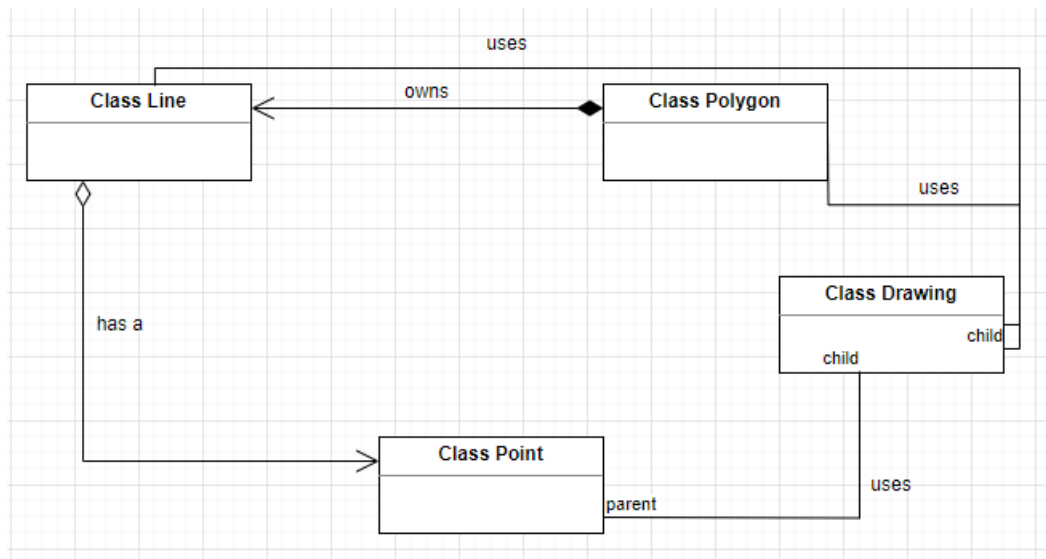 uses
Class Line
owns
Class Polygon
uses
Class Drawing
child
child
has a
Class Point
uses
parent